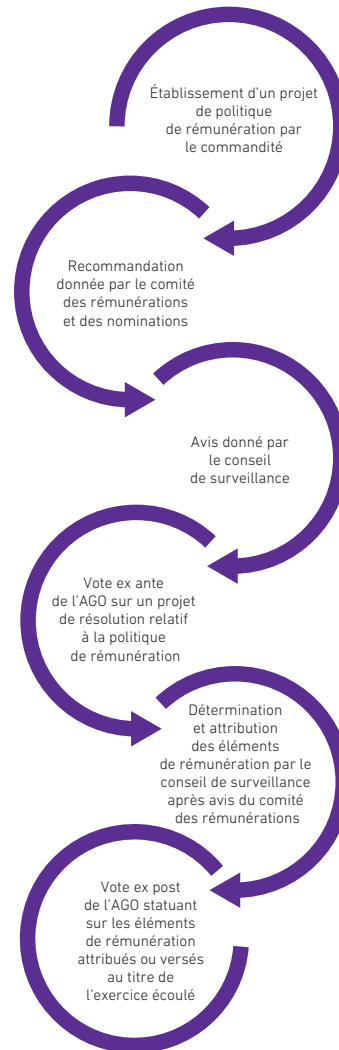 Établissement d'un projet
de politique
de rémunération par
le commandité
Recommandation
donnée par le comité
des rémunérations
et des nominations
Avis donné par
le conseil
de surveillance
Vote ex ante
de l'AGO sur un projet
de résolution relatif
à la politique
de rémunération
Détermination
et attribution
des éléments
de rémunération par le
conseil de surveillance
après avis du comité
des rémunérations
Vote ex post
de l'AGO statuant
sur les éléments
de rémunération
attribués ou versés
au titre de
l'exercice écoulé